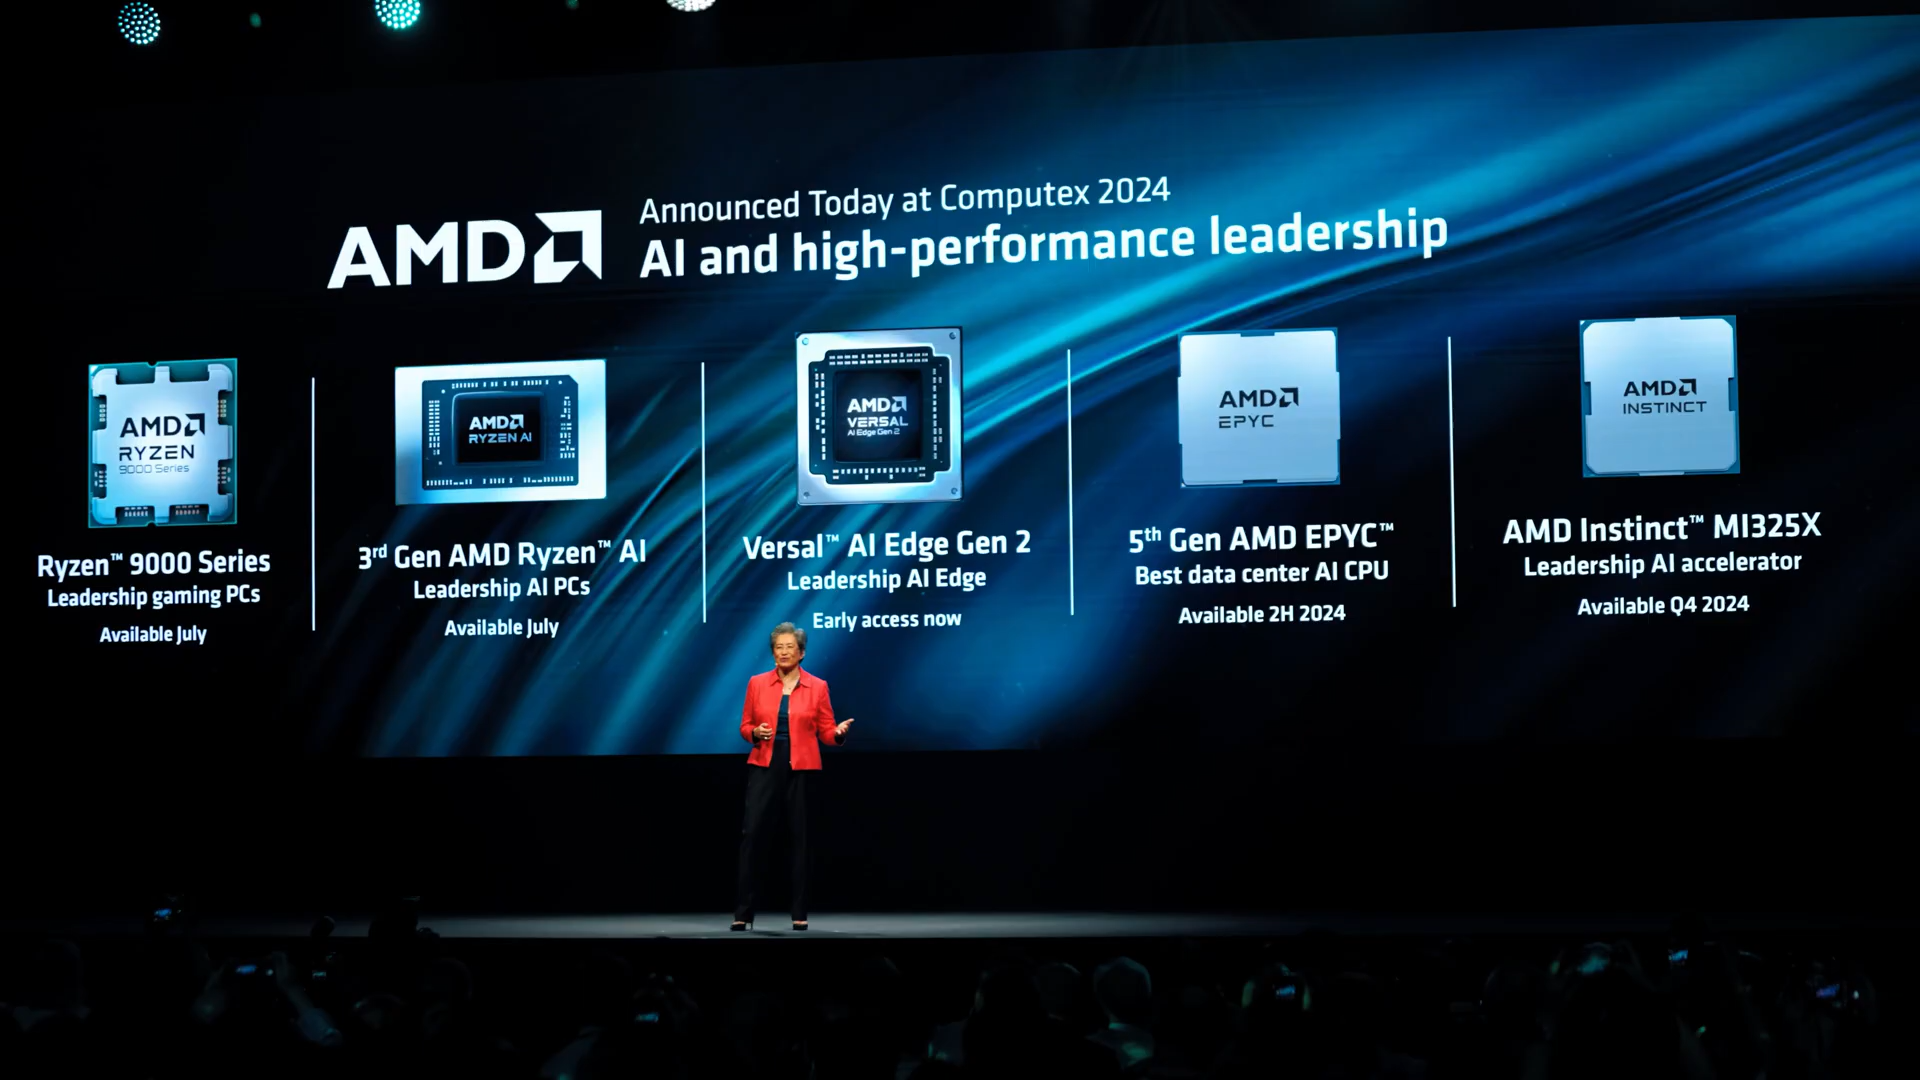 AMD
Announced Today at Computex 2024
AI and high-performance leadership
AMD
RYZEN
9000 Series
Ryzen™ 9000 Series
Leadership gaming PCs
Available July
AMD
RYZEN AI
3rd Gen AMD Ryzen™ AI
Leadership AI PCs
Available July
AMD
VERSAL
AI Edge Gen 2
Versal™ AI Edge Gen 2
Leadership AI Edge
Early access now
AMD
EPYC
5th Gen AMD EPYC™
Best data center AI CPU
Available 2H 2024
AMD
INSTINCT
AMD Instinct™ MI325X
Leadership AI accelerator
Available Q4 2024